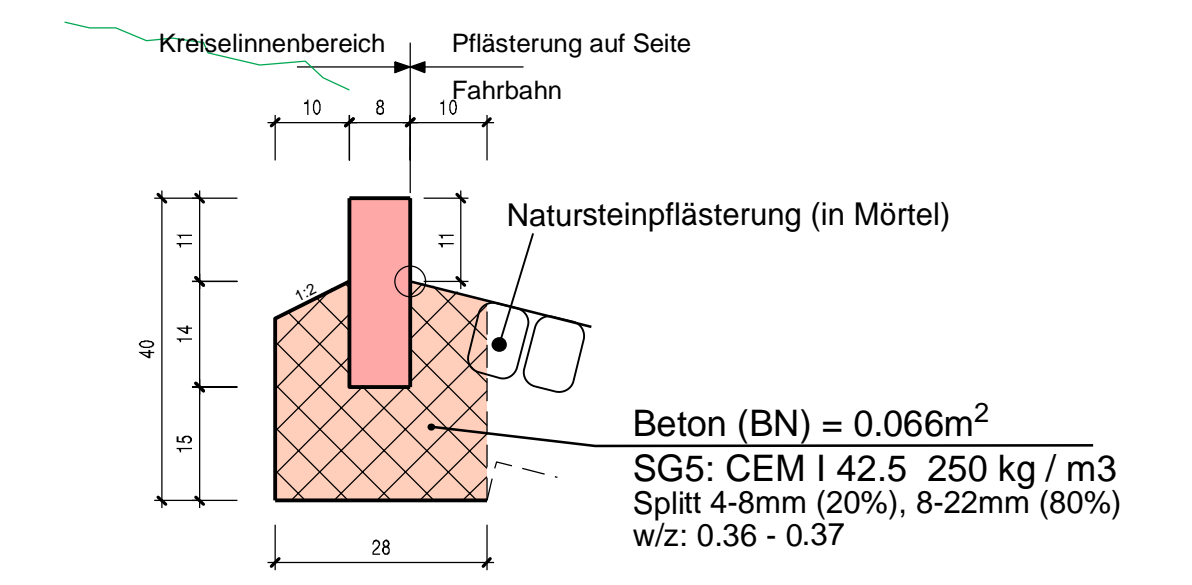 Kreiselinnenbereich
Pflästerung auf Seite
Fahrbahn
10 8 10
Natursteinpflästerung (in Mörtel)
11
11
1:2
14
40
15
Beton (BN) = 0.066m²
SG5: CEM I 42.5 250 kg / m3
Splitt 4-8mm (20%), 8-22mm (80%)
w/z: 0.36 - 0.37
28